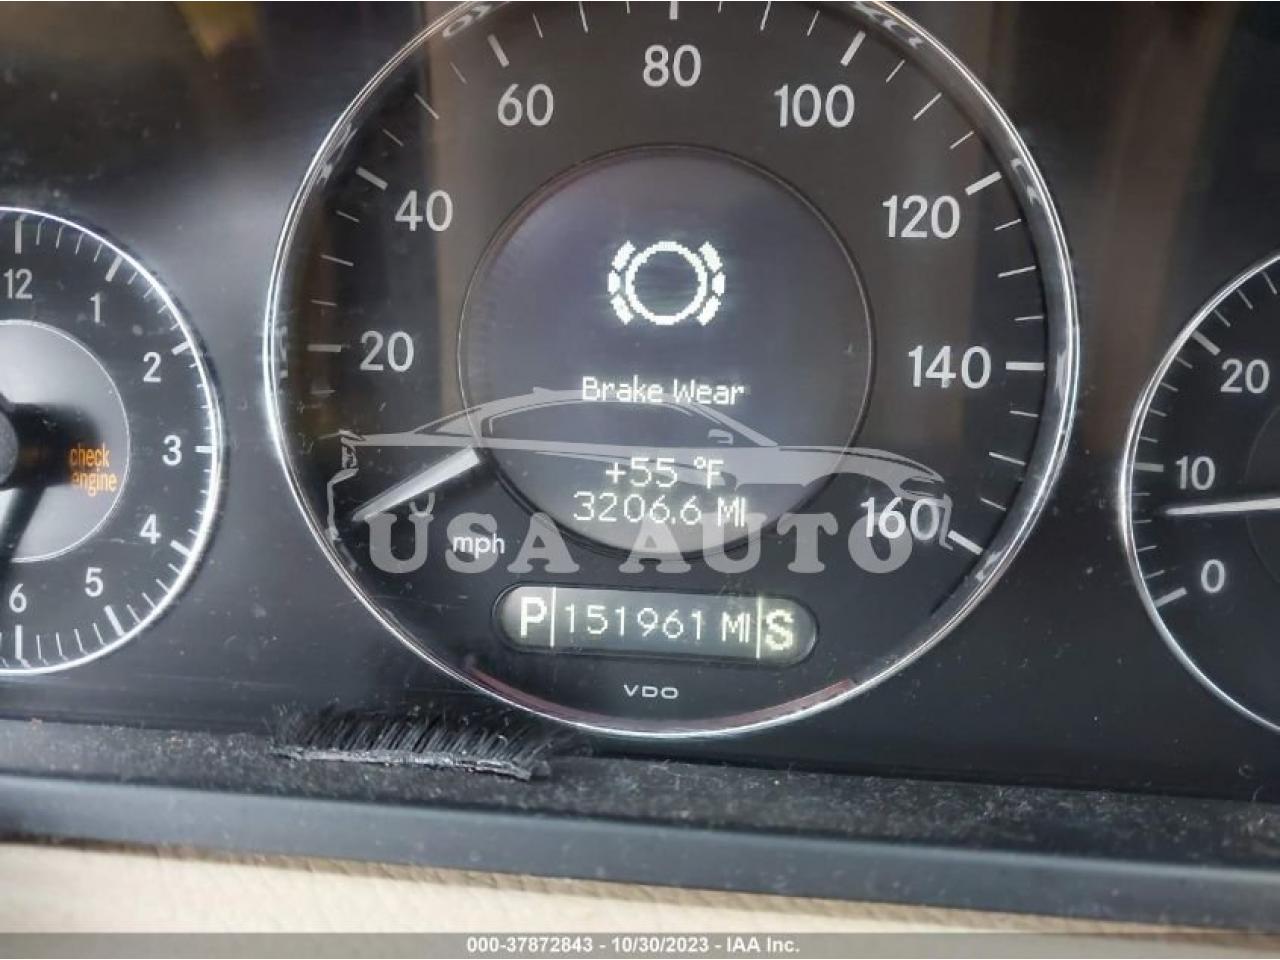 60 80 100
40 120
20 140
0 160
mph
12 1 2 3 4 5 6
check
engine
Brake Wear
+55 °F
3206.6 MI
USA AUTO
P 151961 MI S
VDO
20
10
0
000-37872843 - 10/30/2023 - IAA Inc.